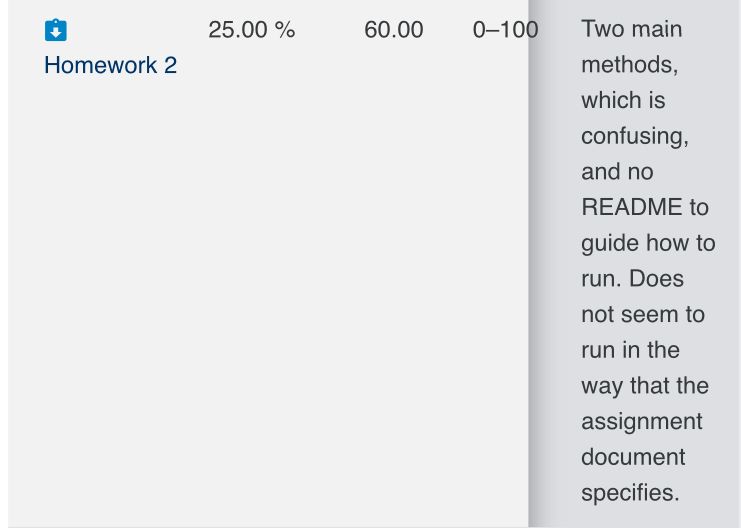 25.00 % 60.00 0–100
Homework 2
Two main
methods,
which is
confusing,
and no
README to
guide how to
run. Does
not seem to
run in the
way that the
assignment
document
specifies.